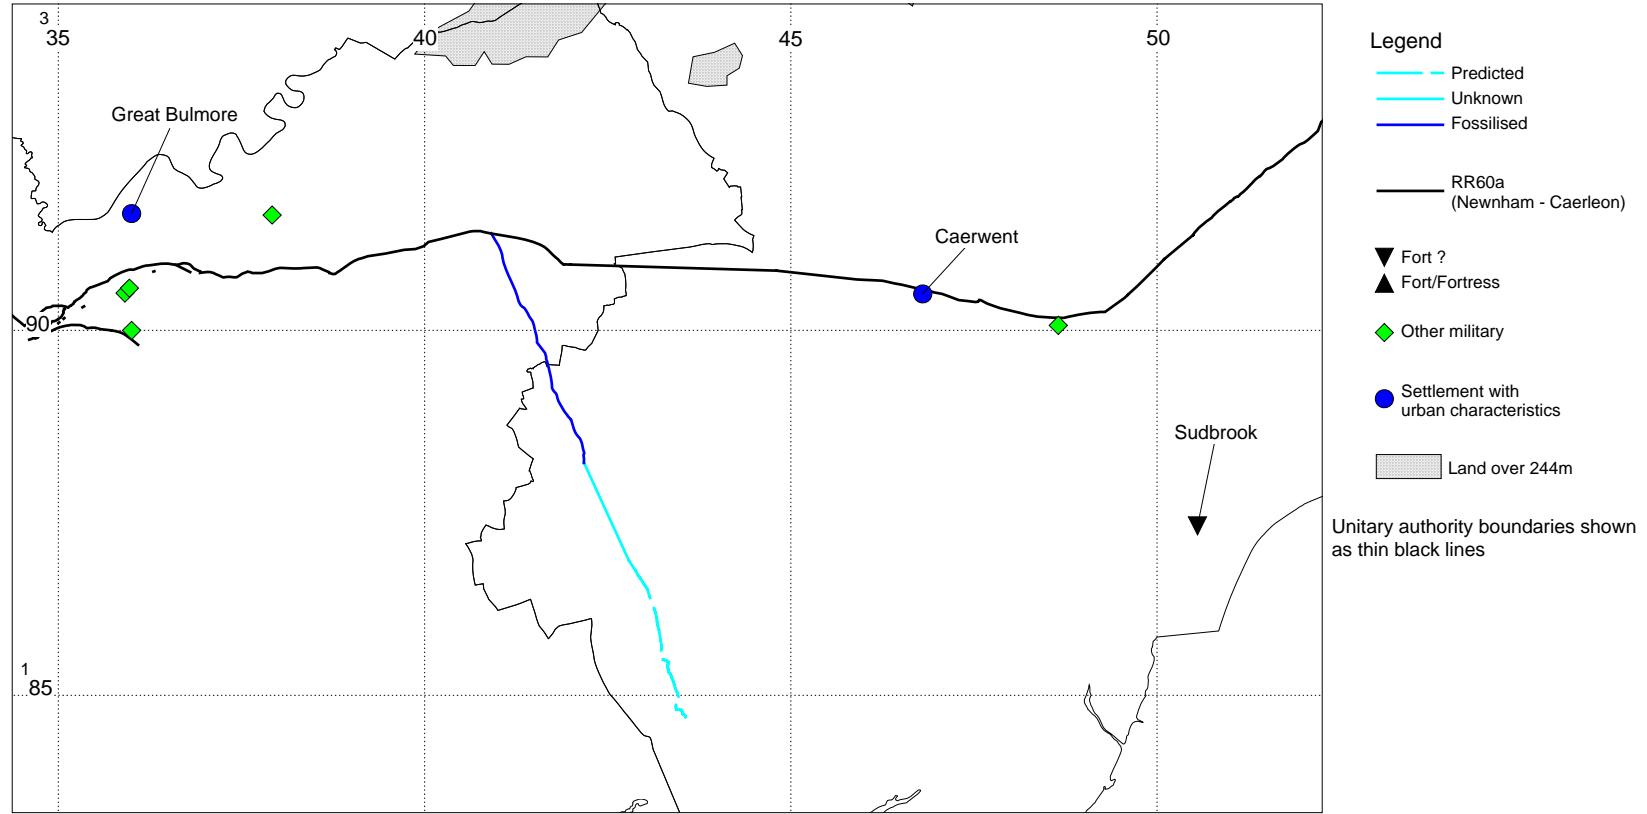 3
35
40
45
50
Great Bulmore
Caerwent
90
Sudbrook
1
85
Legend
Predicted
Unknown
Fossilised
RR60a
(Newnham - Caerleon)
Fort ?
Fort/Fortress
Other military
Settlement with
urban characteristics
Land over 244m
Unitary authority boundaries shown
as thin black lines